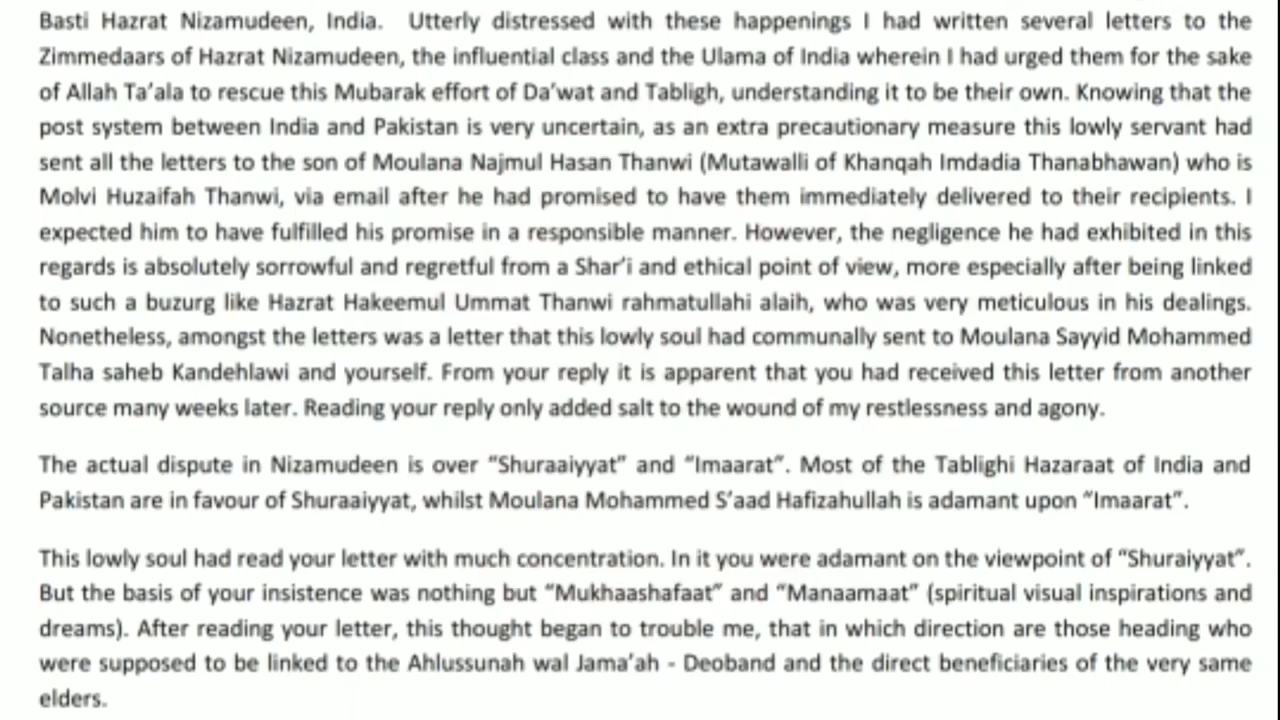 Basti Hazrat Nizamudeen, India. Utterly distressed with these happenings I had written several letters to the
Zimmedaars of Hazrat Nizamudeen, the influential class and the Ulama of India wherein I had urged them for the sake
of Allah Ta’ala to rescue this Mubarak effort of Da’wat and Tabligh, understanding it to be their own. Knowing that the
post system between India and Pakistan is very uncertain, as an extra precautionary measure this lowly servant had
sent all the letters to the son of Moulana Najmul Hasan Thanwi (Mutawalli of Khanqah Imdadia Thanabhawan) who is
Molvi Huzaifah Thanwi, via email after he had promised to have them immediately delivered to their recipients. I
expected him to have fulfilled his promise in a responsible manner. However, the negligence he had exhibited in this
regards is absolutely sorrowful and regretful from a Shar’i and ethical point of view, more especially after being linked
to such a buzurg like Hazrat Hakeemul Ummat Thanwi rahmatullahi alaih, who was very meticulous in his dealings.
Nonetheless, amongst the letters was a letter that this lowly soul had communally sent to Moulana Sayyid Mohammed
Talha saheb Kandehlawi and yourself. From your reply it is apparent that you had received this letter from another
source many weeks later. Reading your reply only added salt to the wound of my restlessness and agony.
The actual dispute in Nizamudeen is over “Shuraaiyyat” and “Imaarat”. Most of the Tablighi Hazaraat of India and
Pakistan are in favour of Shuraaiyyat, whilst Moulana Mohammed S’aad Hafizahullah is adamant upon “Imaarat”.
This lowly soul had read your letter with much concentration. In it you were adamant on the viewpoint of “Shuraiyyat”.
But the basis of your insistence was nothing but “Mukhaashafaat” and “Manaamaat” (spiritual visual inspirations and
dreams). After reading your letter, this thought began to trouble me, that in which direction are those heading who
were supposed to be linked to the Ahlussunah wal Jama’ah - Deoband and the direct beneficiaries of the very same
elders.